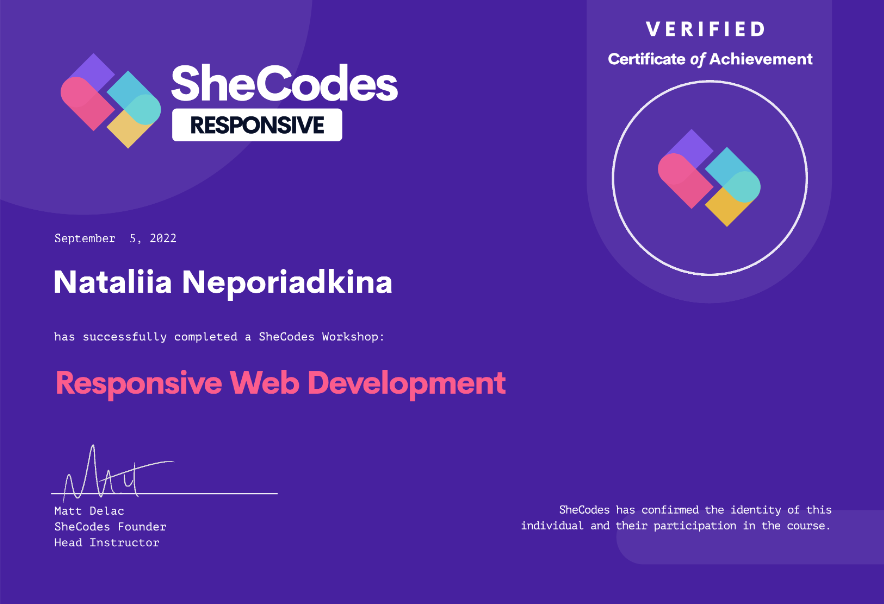 VERIFIED
Certificate of Achievement
SheCodes
RESPONSIVE
September  5, 2022
Nataliia Neporiadkina
has successfully completed a SheCodes Workshop:
Responsive Web Development
Matt
Matt Delac
SheCodes Founder
Head Instructor
SheCodes has confirmed the identity of this
individual and their participation in the course.